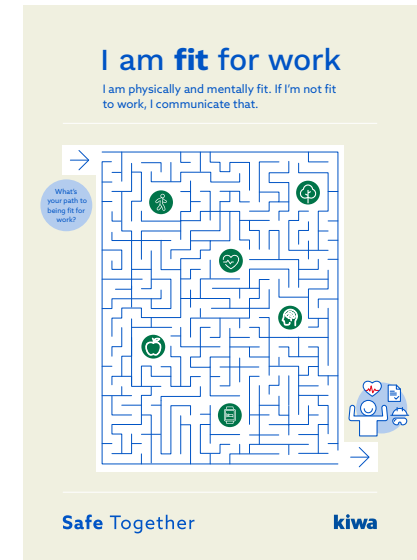 I am fit for work
I am physically and mentally fit. If I'm not fit
to work, I communicate that.
What's
your path to
being fit for
work?
Safe Together
kiwa